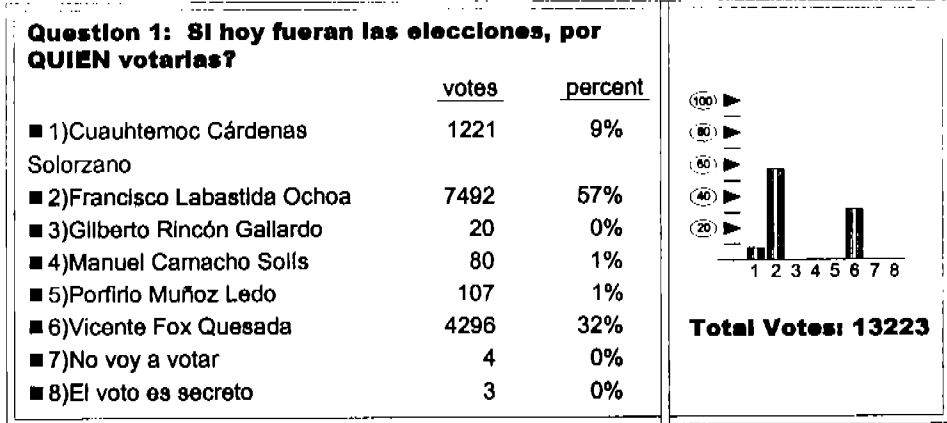 Question 1: Si hoy fueran las elecciones, por
QUIEN votarias?
votes percent
1)Cuauhtemoc Cárdenas 1221 9%
Solorzano
2)Francisco Labastida Ochoa 7492 57%
3)Gilberto Rincón Gallardo 20 0%
4)Manuel Camacho Solís 80 1%
5)Porfirio Muñoz Ledo 107 1%
6)Vicente Fox Quesada 4296 32%
7)No voy a votar 4 0%
8)El voto es secreto 3 0%
100
80
60
40
20
1 2 3 4 5 6 7 8
Total Votes: 13223